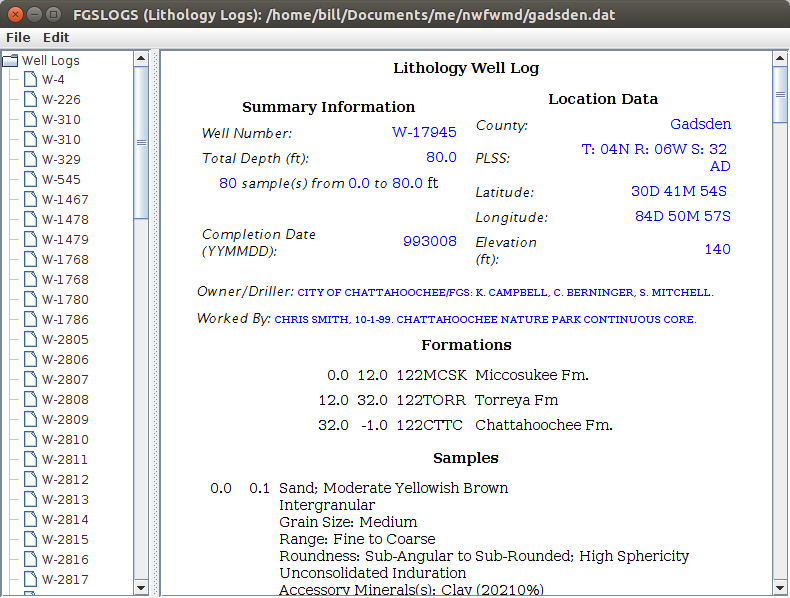 FGSLOGS (Lithology Logs): /home/bill/Documents/me/nwfwmd/gadsden.dat
File Edit
Well Logs
W-4
W-226
W-310
W-310
W-329
W-545
W-1467
W-1478
W-1479
W-1768
W-1768
W-1780
W-1786
W-2805
W-2806
W-2807
W-2808
W-2809
W-2810
W-2811
W-2812
W-2813
W-2814
W-2815
W-2816
W-2817
Lithology Well Log
Summary Information
Well Number: W-17945
Total Depth (ft): 80.0
80 sample(s) from 0.0 to 80.0 ft
Completion Date
(YYMMDD): 993008
Location Data
County: Gadsden
PLSS: T: 04N R: 06W S: 32
AD
Latitude: 30D 41M 54S
Longitude: 84D 50M 57S
Elevation
(ft): 140
Owner/Driller: CITY OF CHATTAHOOCHEE/FGS: K. CAMPBELL, C. BERNINGER, S. MITCHELL.
Worked By: CHRIS SMITH, 10-1-99. CHATTAHOOCHEE NATURE PARK CONTINUOUS CORE.
Formations
0.0 12.0 122MCSK Miccosukee Fm.
12.0 32.0 122TORR Torreya Fm
32.0 -1.0 122CTTC Chattahoochee Fm.
Samples
0.0 0.1 Sand; Moderate Yellowish Brown
Intergranular
Grain Size: Medium
Range: Fine to Coarse
Roundness: Sub-Angular to Sub-Rounded; High Sphericity
Unconsolidated Induration
Accessory Minerals(s): Clay (20210%)